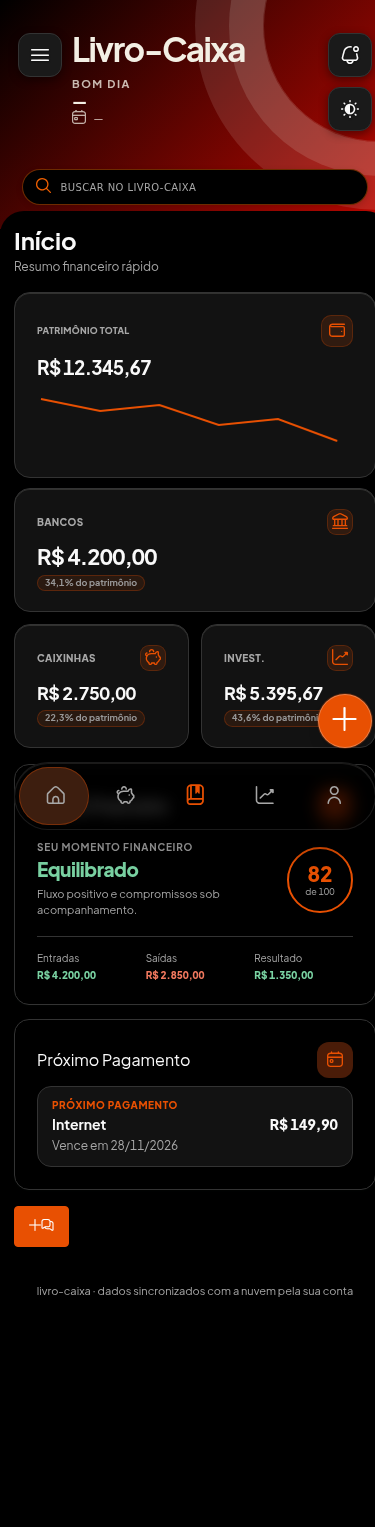 Livro-Caixa
BOM DIA
—
—
BUSCAR NO LIVRO-CAIXA
Início
Resumo financeiro rápido
PATRIMÔNIO TOTAL
R$ 12.345,67
BANCOS
R$ 4.200,00
34,1% do patrimônio
CAIXINHAS
R$ 2.750,00
22,3% do patrimônio
INVEST.
R$ 5.395,67
43,6% do patrimôni
SEU MOMENTO FINANCEIRO
Equilibrado
Fluxo positivo e compromissos sob
acompanhamento.
82
de 100
Entradas Saídas Resultado
R$ 4.200,00 R$ 2.850,00 R$ 1.350,00
Próximo Pagamento
PRÓXIMO PAGAMENTO
Internet R$ 149,90
Vence em 28/11/2026
livro-caixa · dados sincronizados com a nuvem pela sua conta